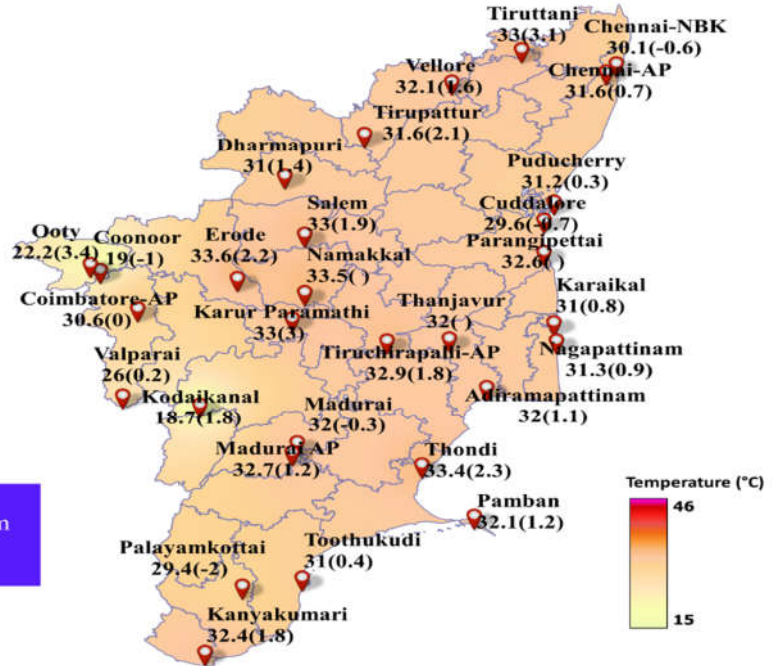 Tiruttani
33(3.1)
Chennai-NBK
30.1(-0.6)
Vellore
32.1(1.6)
Chennai-AP
31.6(0.7)
Tirupattur
31.6(2.1)
Dharmapuri
31(1.4)
Puducherry
31.2(0.3)
Salem
33(1.9)
Cuddalore
29.6(-0.7)
Ooty
22.2(3.4)
Coonoor
19(-1)
Erode
33.6(2.2)
Namakkal
33.5( )
Parangipettai
32.6( )
Karaikal
31(0.8)
Coimbatore-AP
30.6(0)
Karur Paramathi
33(3)
Thanjavur
32( )
Tiruchirapalli-AP
32.9(1.8)
Nagapattinam
31.3(0.9)
Valparai
26(0.2)
Kodaikanal
18.7(1.8)
Adiramapattinam
32(1.1)
Madurai
32(-0.3)
Madurai AP
32.7(1.2)
Thondi
33.4(2.3)
Pamban
32.1(1.2)
Temperature (°C)
46
15
Palayamkottai
29.4(-2)
Toothukudi
31(0.4)
Kanyakumari
32.4(1.8)